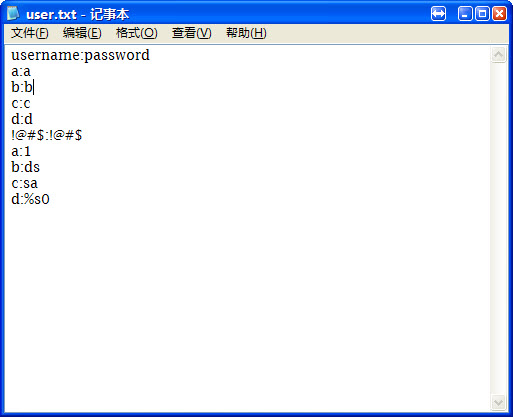 user.txt - 记事本
文件(F) 编辑(E) 格式(O) 查看(V) 帮助(H)
username:password
a:a
b:b
c:c
d:d
!@#$:!@#$
a:1
b:ds
c:sa
d:%s0